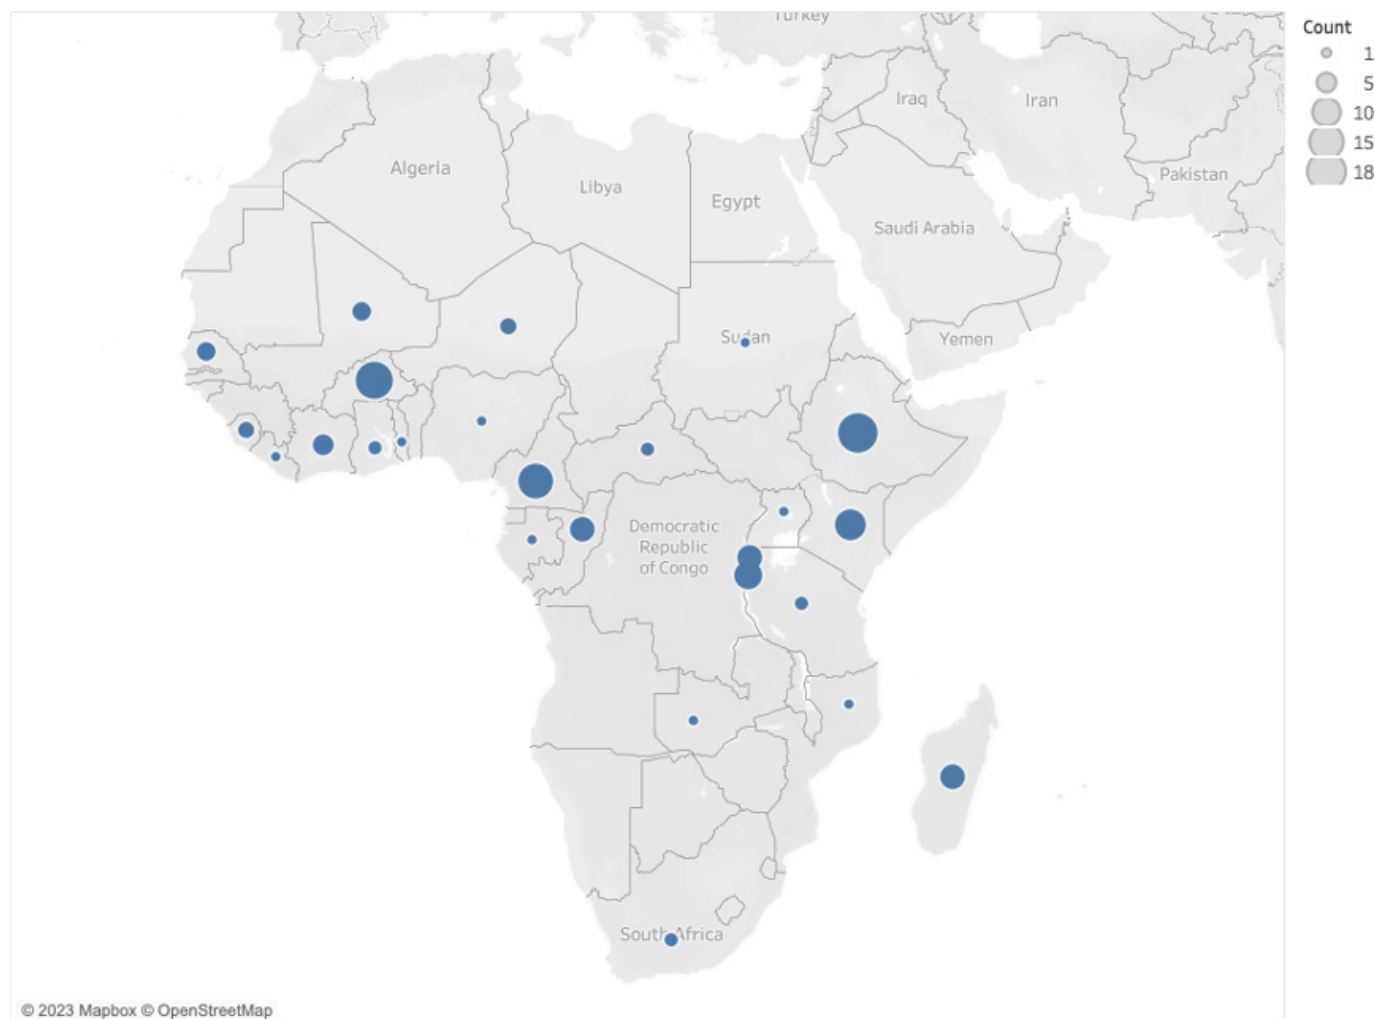 Turkey
Count
1
5
10
15
18
Iraq
Iran
Algeria
Libya
Egypt
Pakistan
Saudi Arabia
Sudan
Yemen
Democratic
Republic
of Congo
South Africa
© 2023 Mapbox © OpenStreetMap